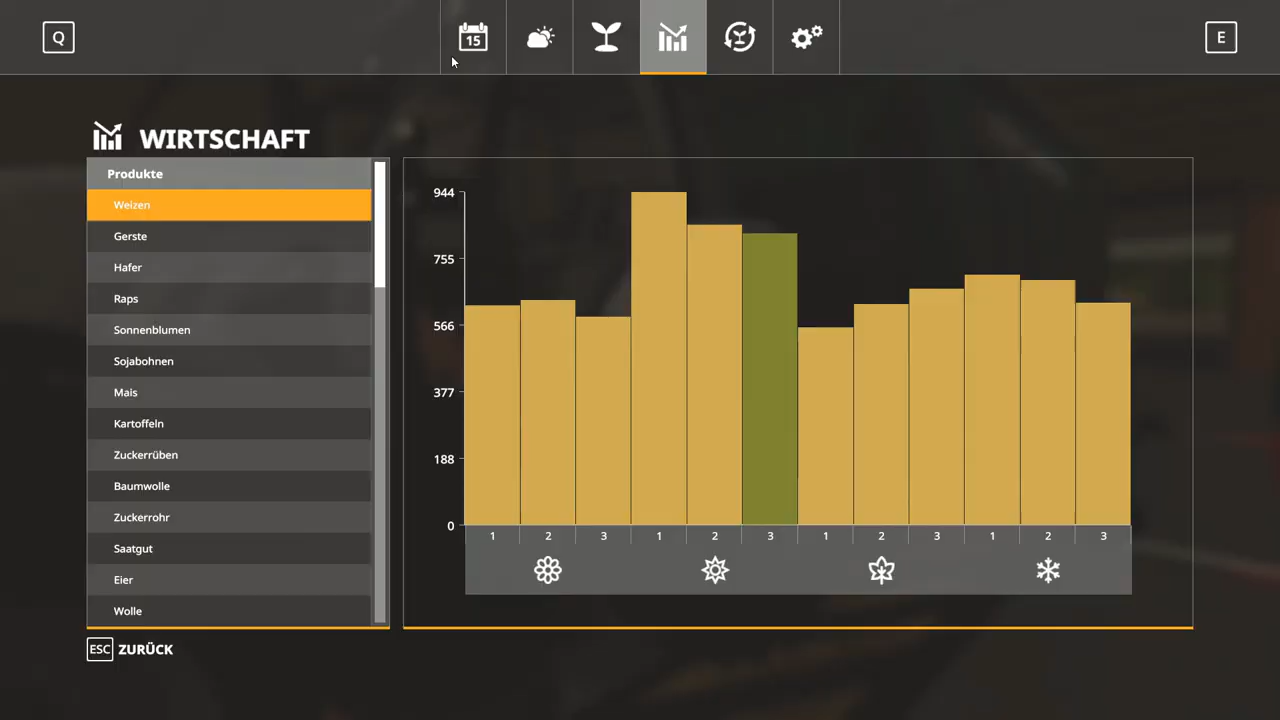 Q
15
E
WIRTSCHAFT
Produkte
Weizen
Gerste
Hafer
Raps
Sonnenblumen
Sojabohnen
Mais
Kartoffeln
Zuckerrüben
Baumwolle
Zuckerrohr
Saatgut
Eier
Wolle
944
755
566
377
188
0
1 2 3 1 2 3 1 2 3 1 2 3
ESC ZURÜCK